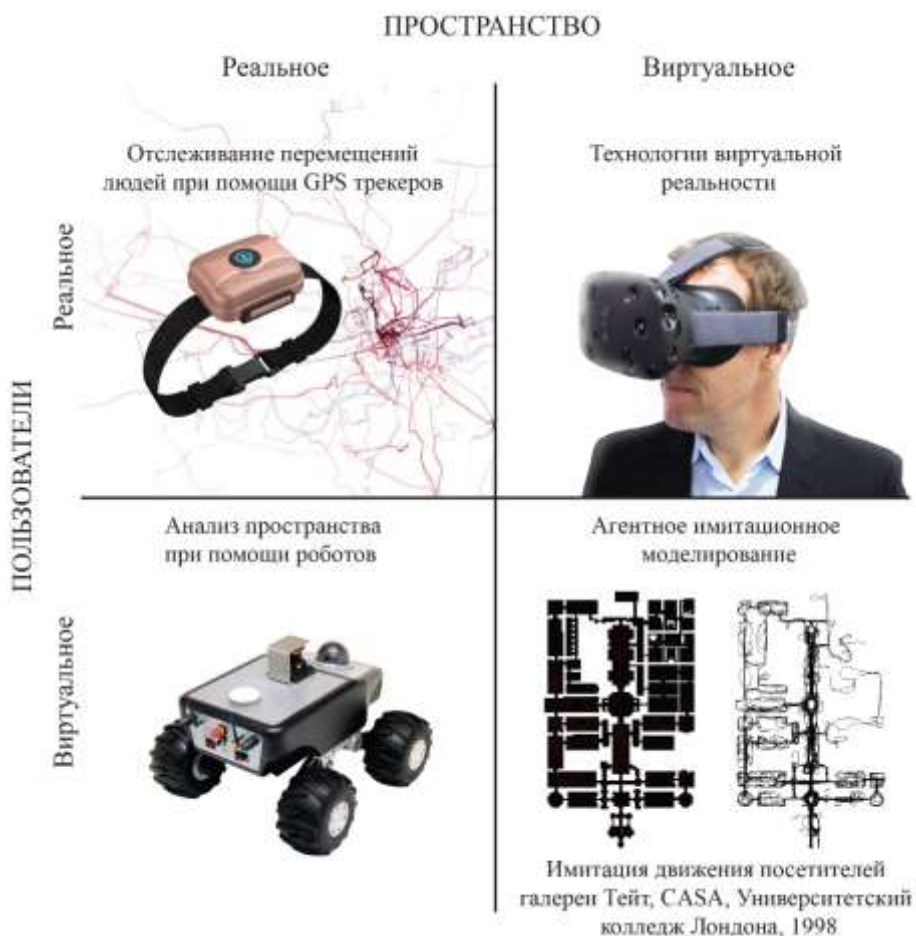 ПРОСТРАНСТВО
Реальное
Виртуальное
ПОЛЬЗОВАТЕЛИ
Реальное
Отслеживание перемещений
людей при помощи GPS трекеров
Технологии виртуальной
реальности
Виртуальное
Анализ пространства
при помощи роботов
Агентное имитационное
моделирование
Имитация движения посетителей
галереи Тейт, CASA, Университетский
колледж Лондона, 1998